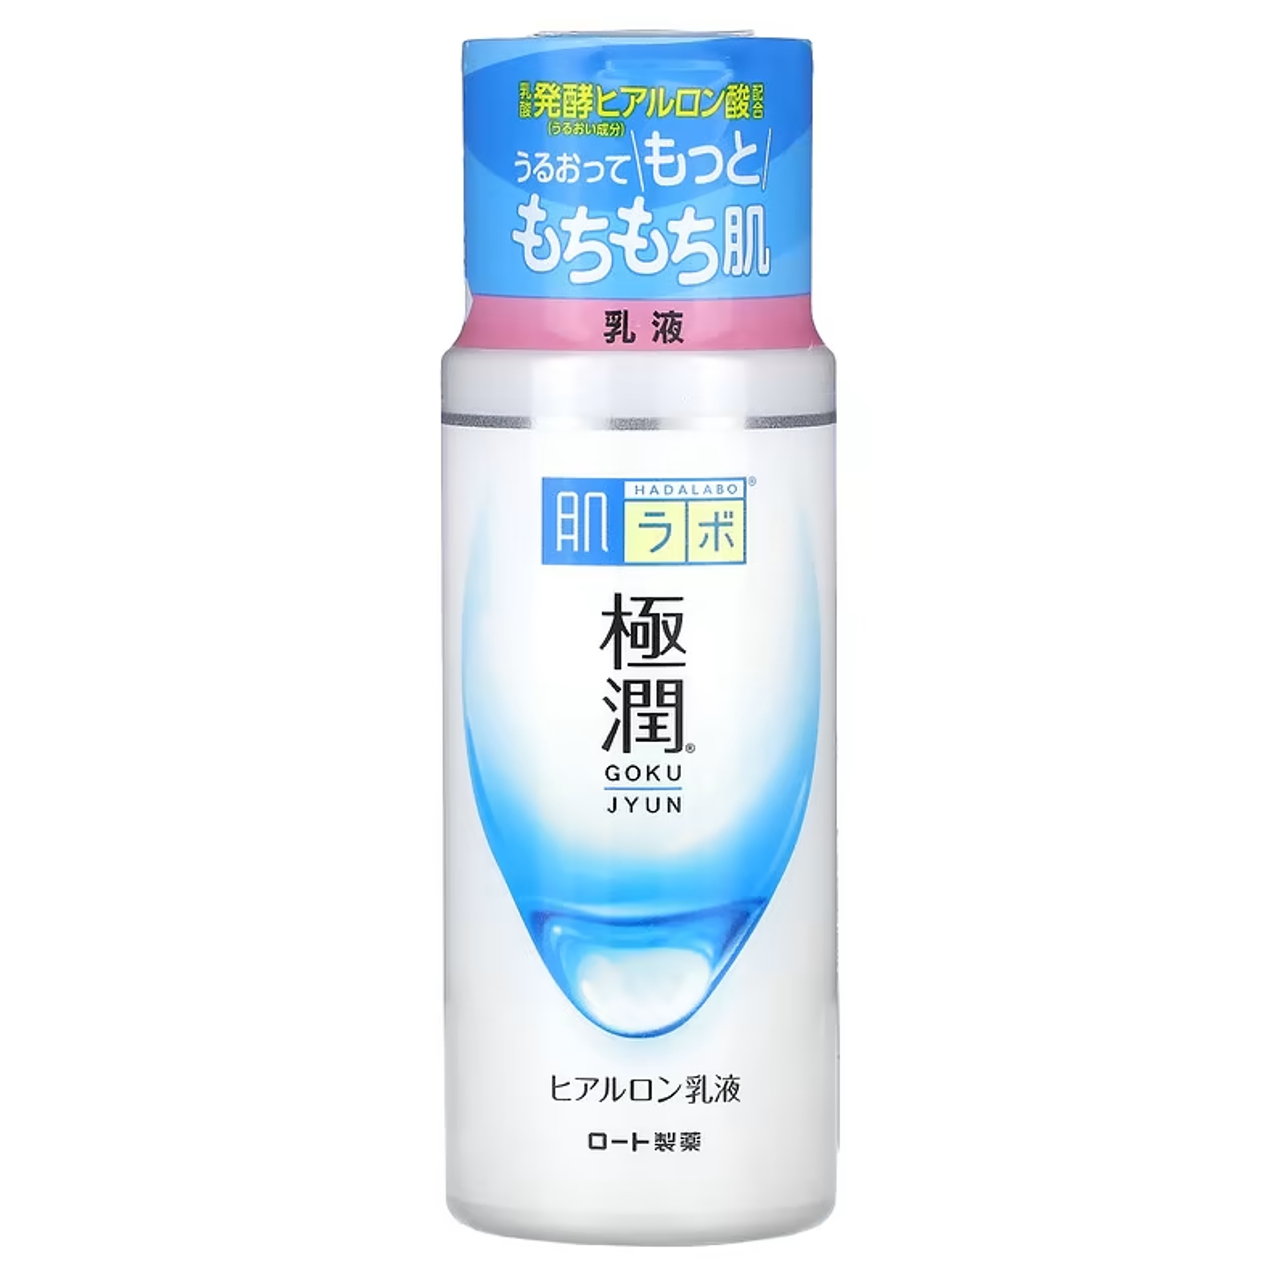 乳酸発酵ヒアルロン酸配合
(うるおい成分)
うるおって\もっと/
もちもち肌
乳液
HADALABO®
肌ラボ
極
潤®
GOKU
JYUN
ヒアルロン乳液
ロート製薬